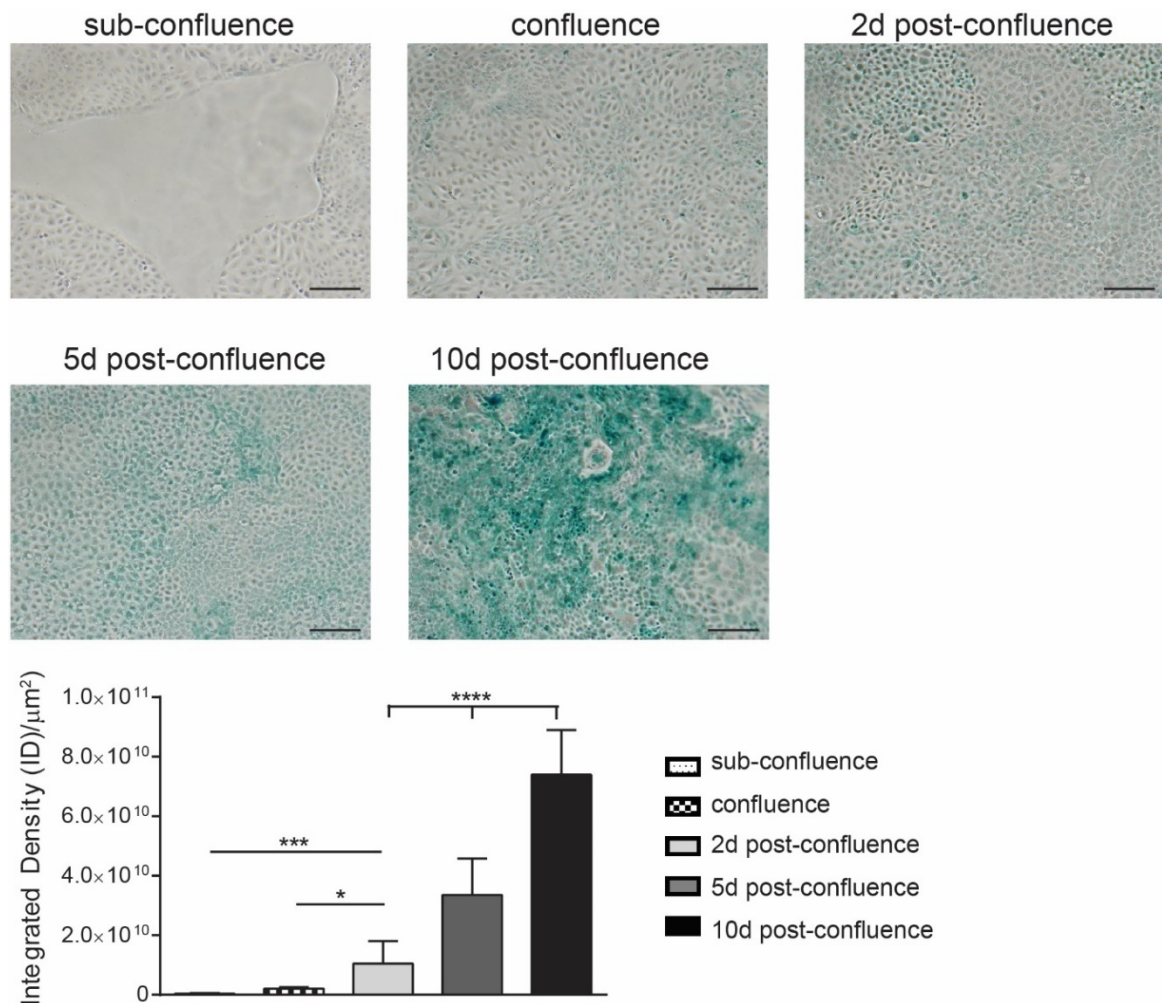 sub-confluence
confluence
2d post-confluence
5d post-confluence
10d post-confluence
Integrated Density (ID)/μm²
1.0×10¹¹
8.0×10¹⁰
6.0×10¹⁰
4.0×10¹⁰
2.0×10¹⁰
0
****
***
*
sub-confluence
confluence
2d post-confluence
5d post-confluence
10d post-confluence